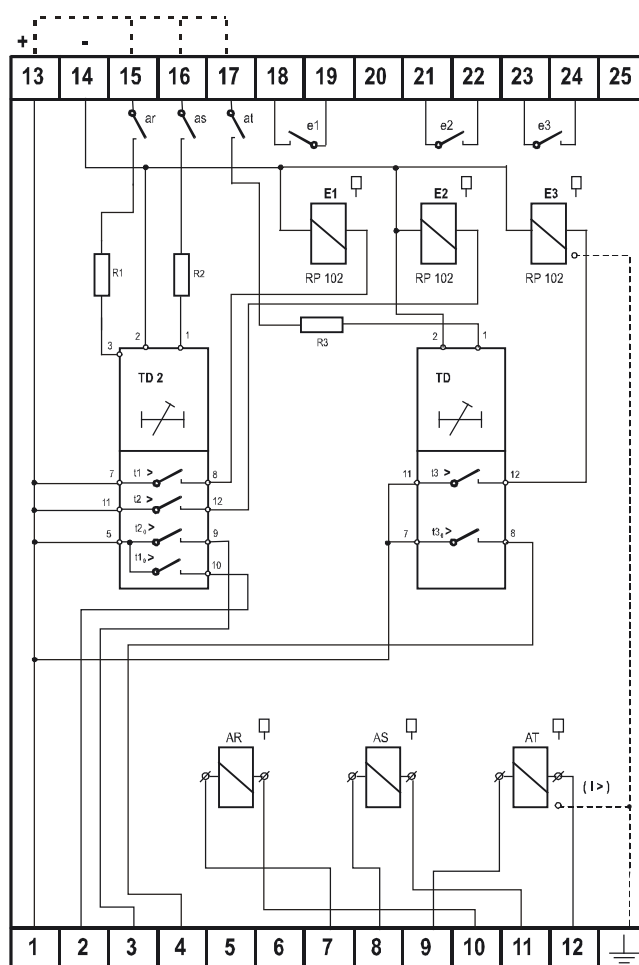 + -
13 14 15 16 17 18 19 20 21 22 23 24 25
ar as at e1 e2 e3
E1 E2 E3
R1 R2 RP 102 RP 102 RP 102
R3
3 2 1 2 1
TD 2 TD
7 t1 > 8 11 t3 > 12
11 t2 > 12
5 t2₀ > 9 7 t3₀ > 8
t1₀ > 10
AR AS AT
( I > )
1 2 3 4 5 6 7 8 9 10 11 12